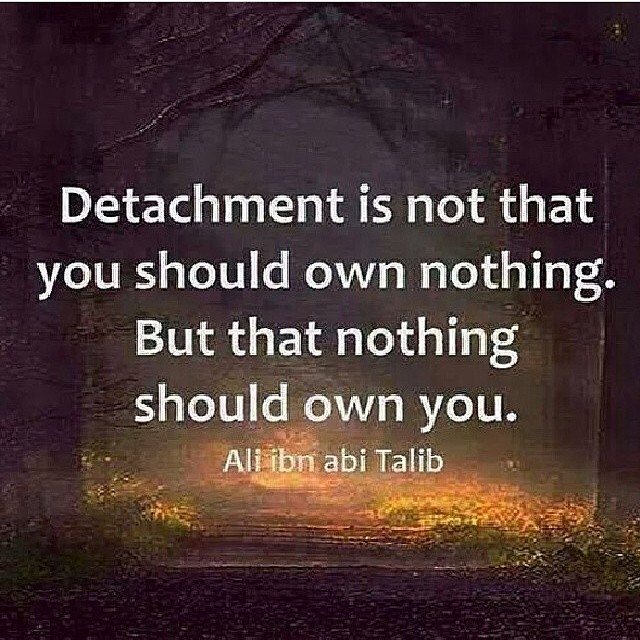 Detachment is not that
you should own nothing.
But that nothing
should own you.
Ali ibn abi Talib